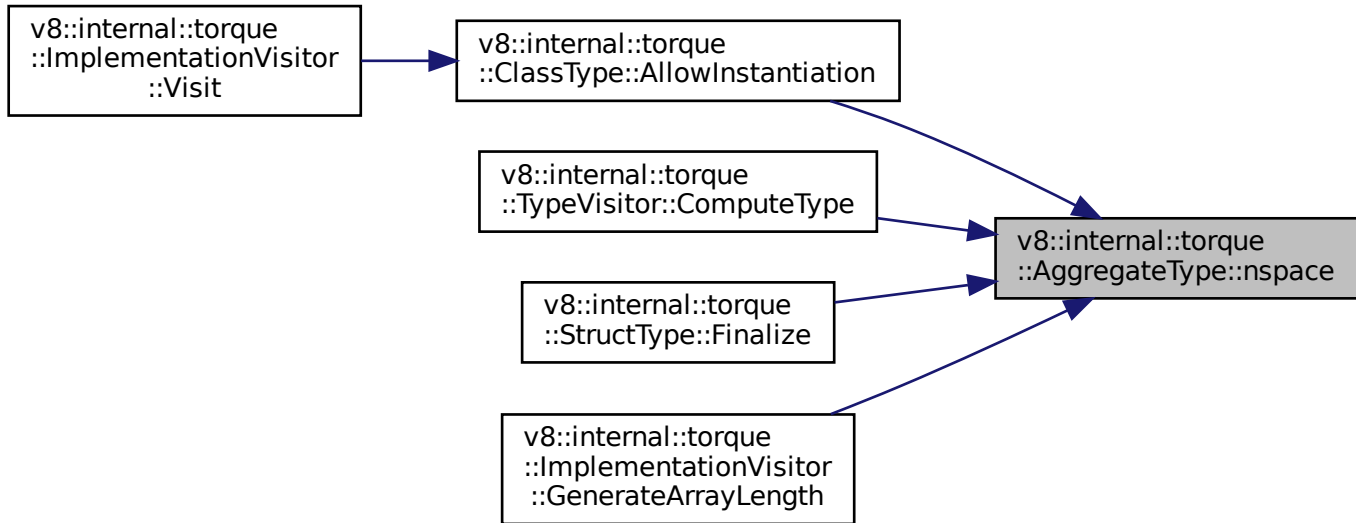 v8::internal::torque
::ImplementationVisitor
::Visit
v8::internal::torque
::ClassType::AllowInstantiation
v8::internal::torque
::TypeVisitor::ComputeType
v8::internal::torque
::StructType::Finalize
v8::internal::torque
::ImplementationVisitor
::GenerateArrayLength
v8::internal::torque
::AggregateType::nspace